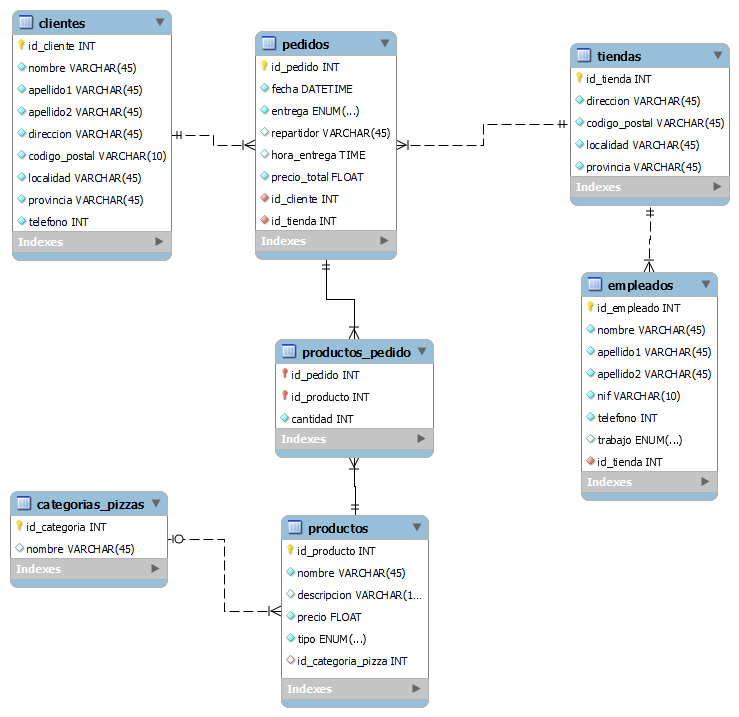 clientes
id_cliente INT
nombre VARCHAR(45)
apellido1 VARCHAR(45)
apellido2 VARCHAR(45)
direccion VARCHAR(45)
codigo_postal VARCHAR(10)
localidad VARCHAR(45)
provincia VARCHAR(45)
telefono INT
Indexes
pedidos
id_pedido INT
fecha DATETIME
entrega ENUM(...)
repartidor VARCHAR(45)
hora_entrega TIME
precio_total FLOAT
id_cliente INT
id_tienda INT
Indexes
tiendas
id_tienda INT
direccion VARCHAR(45)
codigo_postal VARCHAR(45)
localidad VARCHAR(45)
provincia VARCHAR(45)
Indexes
empleados
id_empleado INT
nombre VARCHAR(45)
apellido1 VARCHAR(45)
apellido2 VARCHAR(45)
nif VARCHAR(10)
telefono INT
trabajo ENUM(...)
id_tienda INT
Indexes
productos_pedido
id_pedido INT
id_producto INT
cantidad INT
Indexes
categorias_pizzas
id_categoria INT
nombre VARCHAR(45)
Indexes
productos
id_producto INT
nombre VARCHAR(45)
descripcion VARCHAR(1...
precio FLOAT
tipo ENUM(...)
id_categoria_pizza INT
Indexes